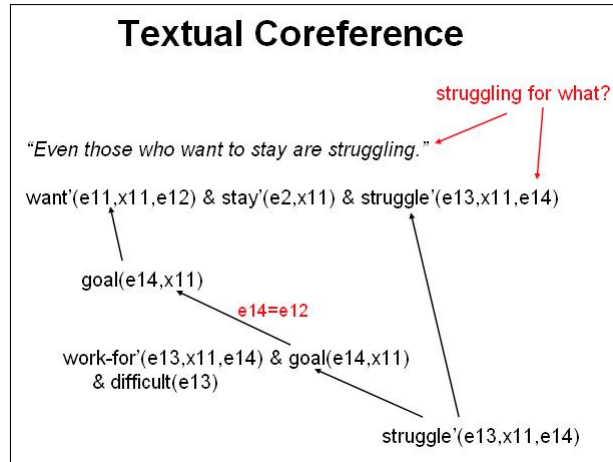 Textual Coreference
struggling for what?
“Even those who want to stay are struggling.”
want’(e11,x11,e12) & stay’(e2,x11) & struggle’(e13,x11,e14)
goal(e14,x11)
e14=e12
work-for’(e13,x11,e14) & goal(e14,x11)
& difficult(e13)
struggle’(e13,x11,e14)